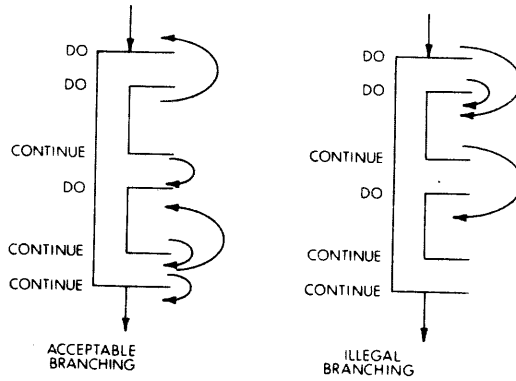 DO
DO
CONTINUE
DO
CONTINUE
CONTINUE
ACCEPTABLE
BRANCHING
DO
DO
CONTINUE
DO
CONTINUE
CONTINUE
ILLEGAL
BRANCHING